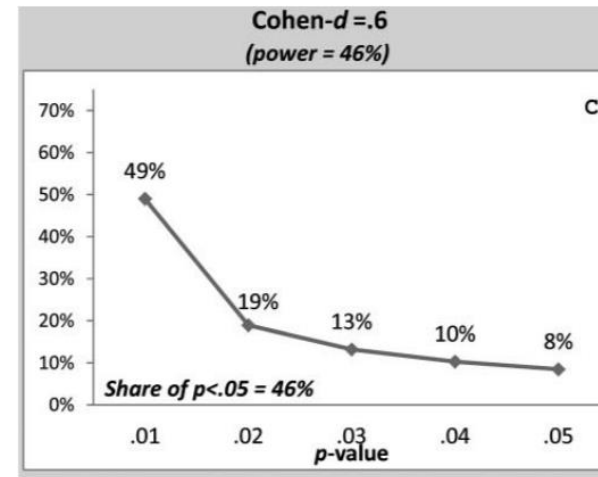 Cohen-d =.6
(power = 46%)
C
70%
60%
50%
40%
30%
20%
10%
0%
49%
19%
13%
10%
8%
Share of p<.05 = 46%
.01 .02 .03 .04 .05
p-value